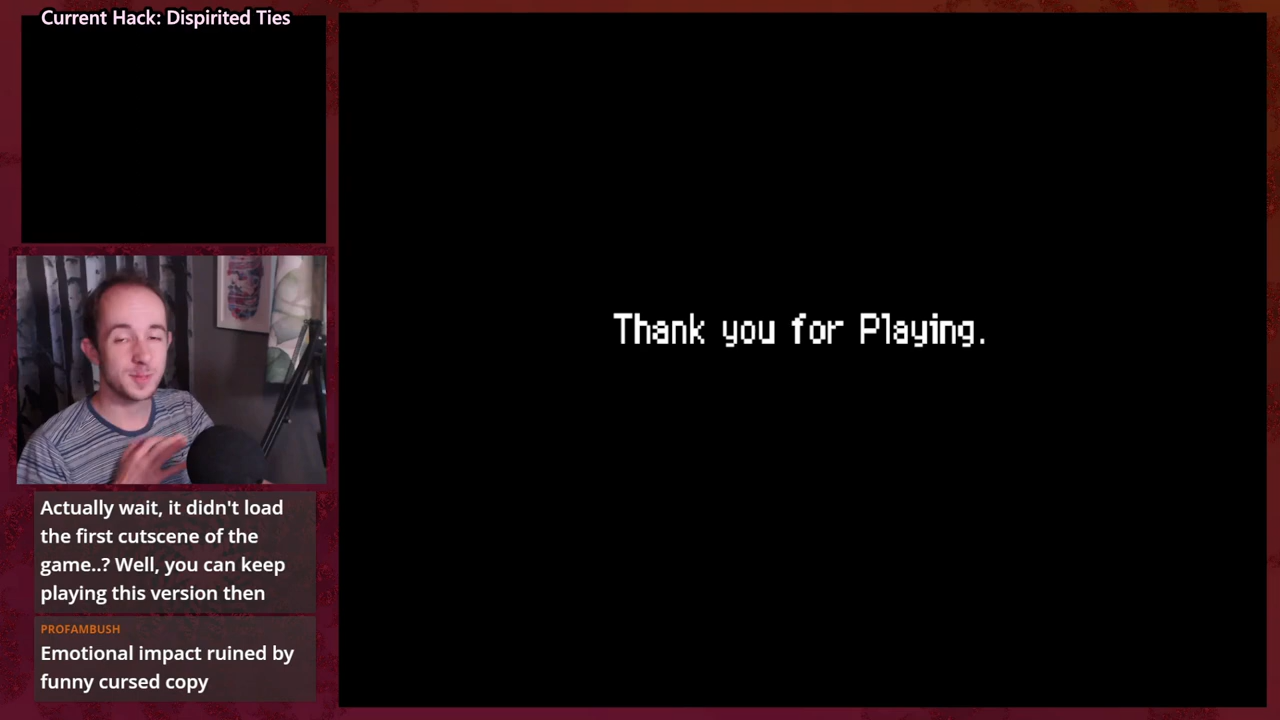 Current Hack: Dispirited Ties
Thank you for Playing.
Actually wait, it didn't load
the first cutscene of the
game..? Well, you can keep
playing this version then
PROFAMBUSH
Emotional impact ruined by
funny cursed copy